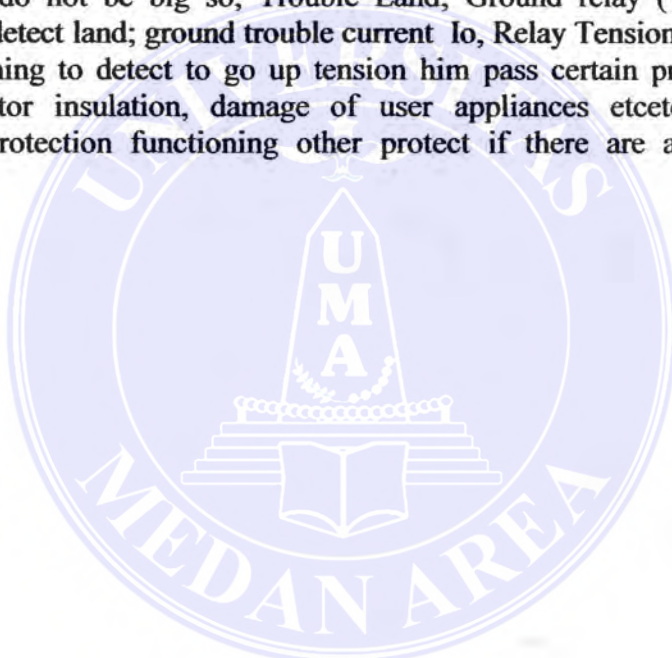 do not be big so, Trouble Land, Ground relay (
detect land; ground trouble current Io, Relay Tension
ning to detect to go up tension him pass certain
tor insulation, damage of user appliances
rotection functioning other protect if there are a
UNIVERSITAS
UMA
MEDAN AREA